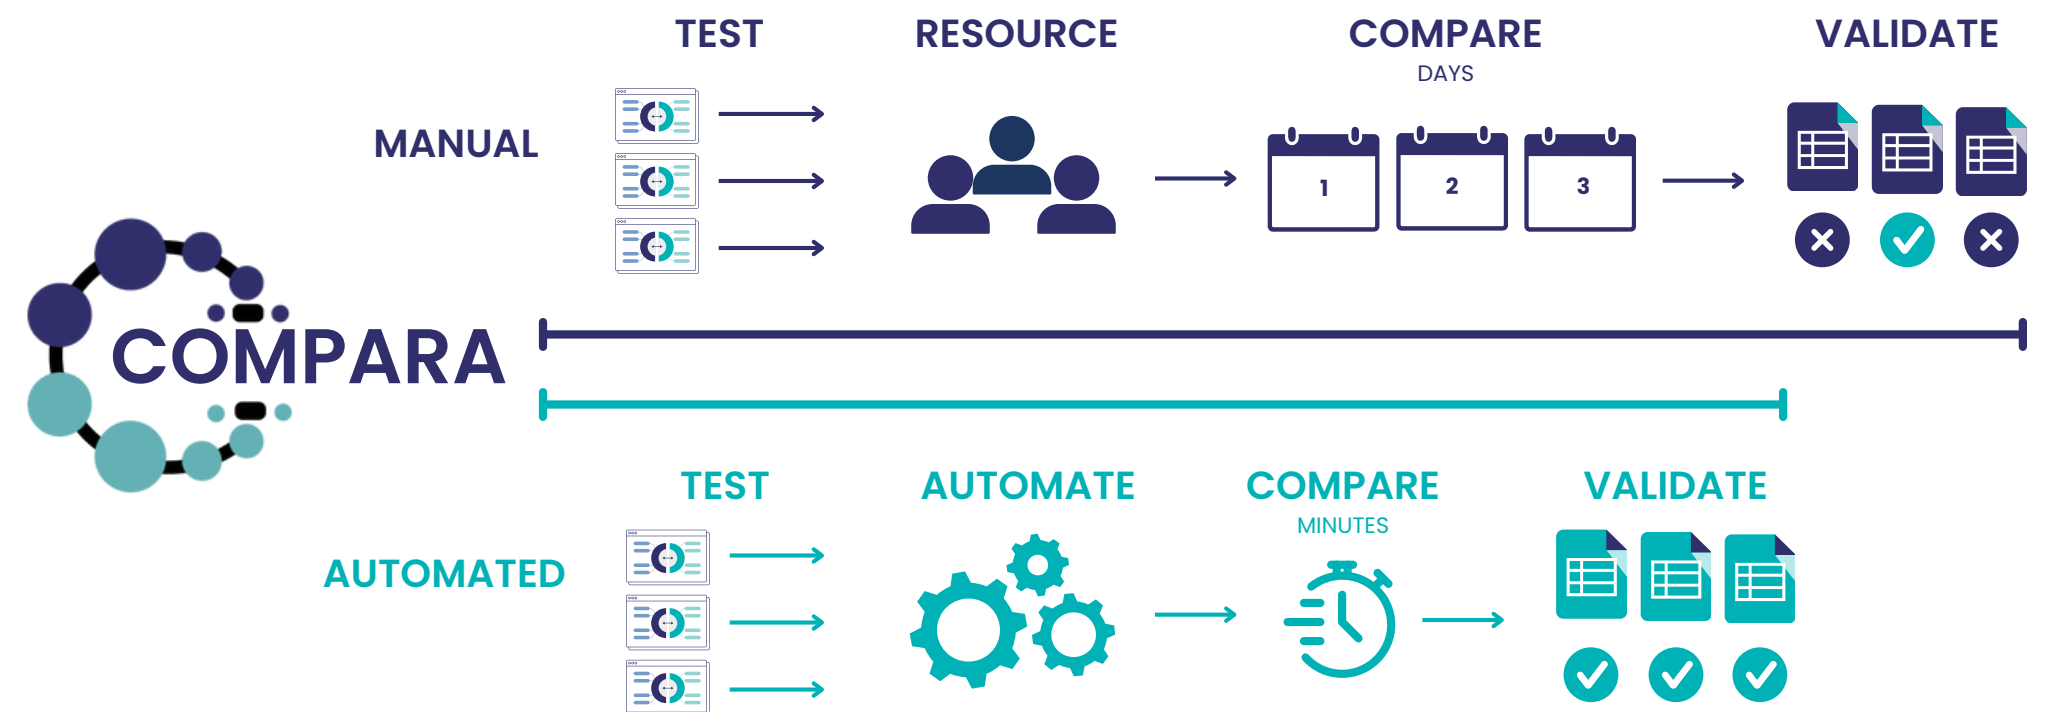 TEST
RESOURCE
COMPARE
VALIDATE
DAYS
MANUAL
1
2
3
COMPARA
TEST
AUTOMATE
COMPARE
VALIDATE
MINUTES
AUTOMATED